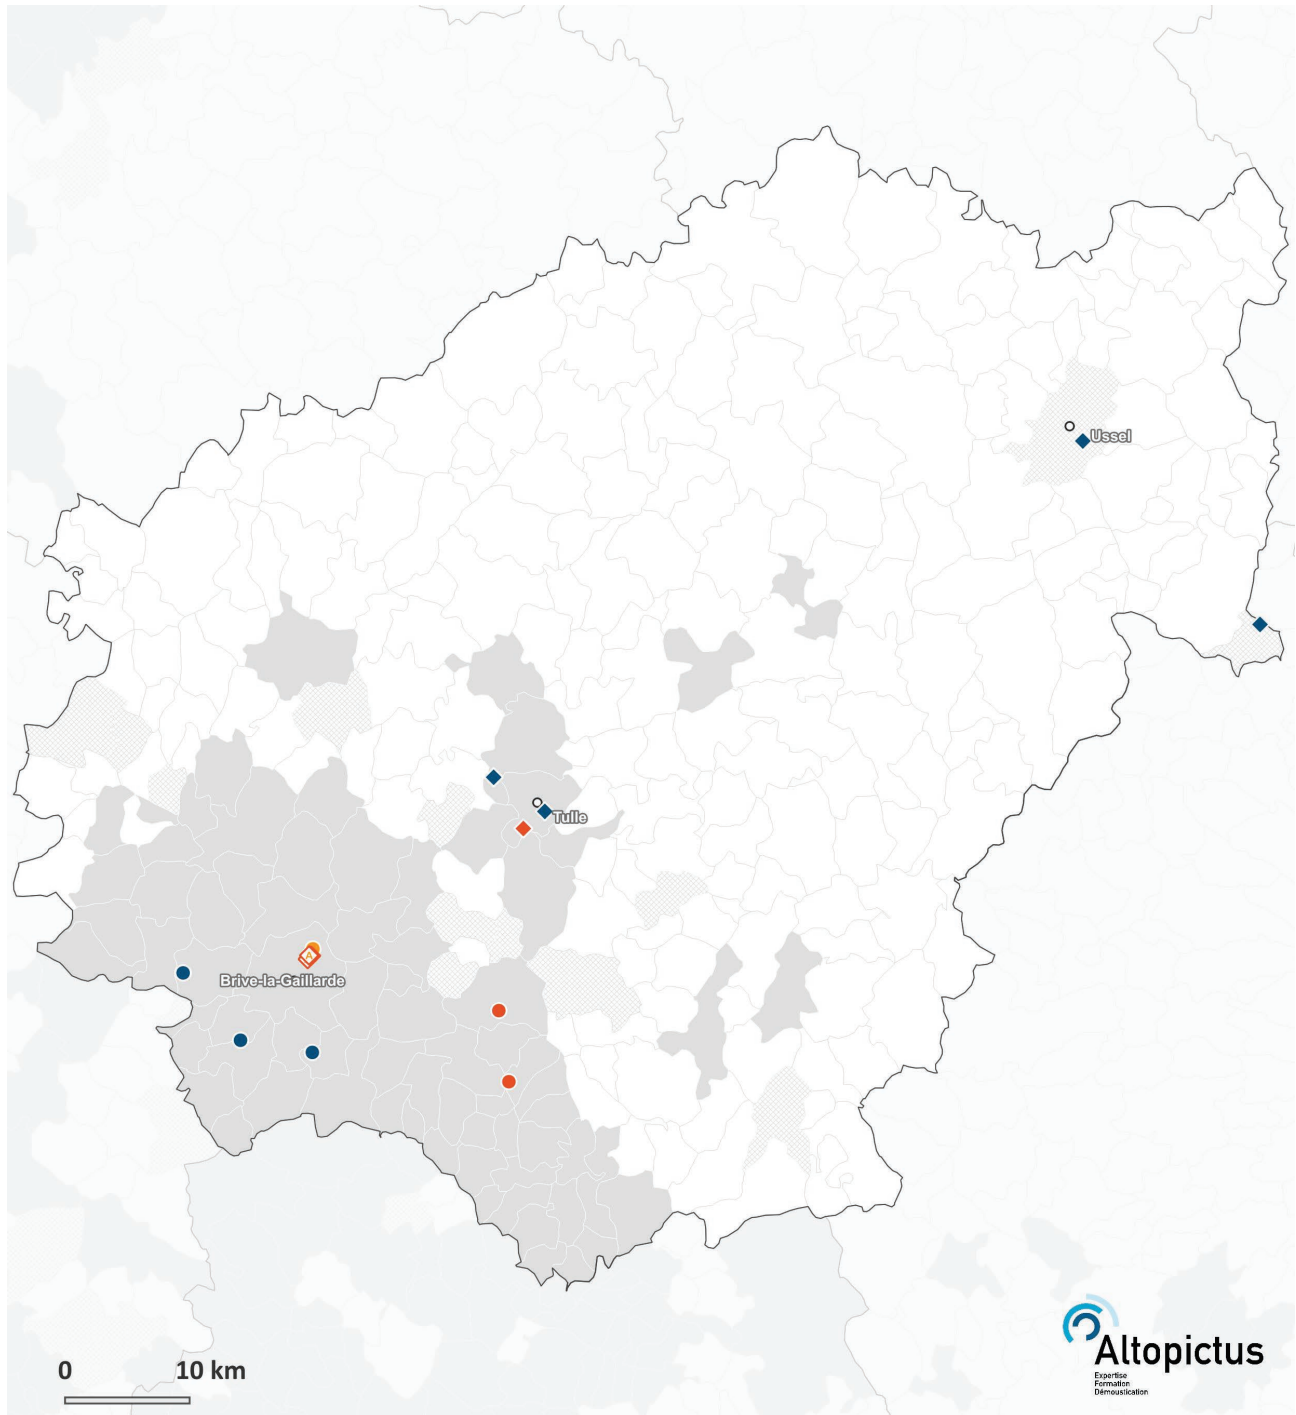 Ussel
Tulle
A
Brive-la-Gaillarde
0 10 km
Altopictus
Expertise
Formation
Démoustication